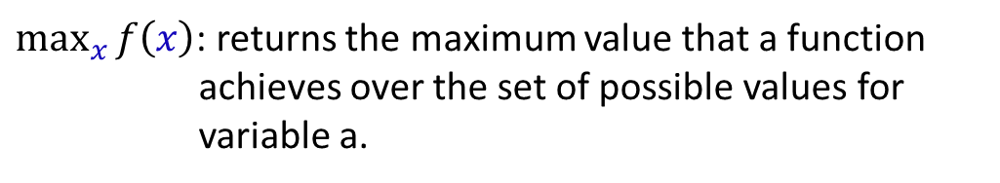 maxₓ f(x): returns the maximum value that a function
achieves over the set of possible values for
variable a.